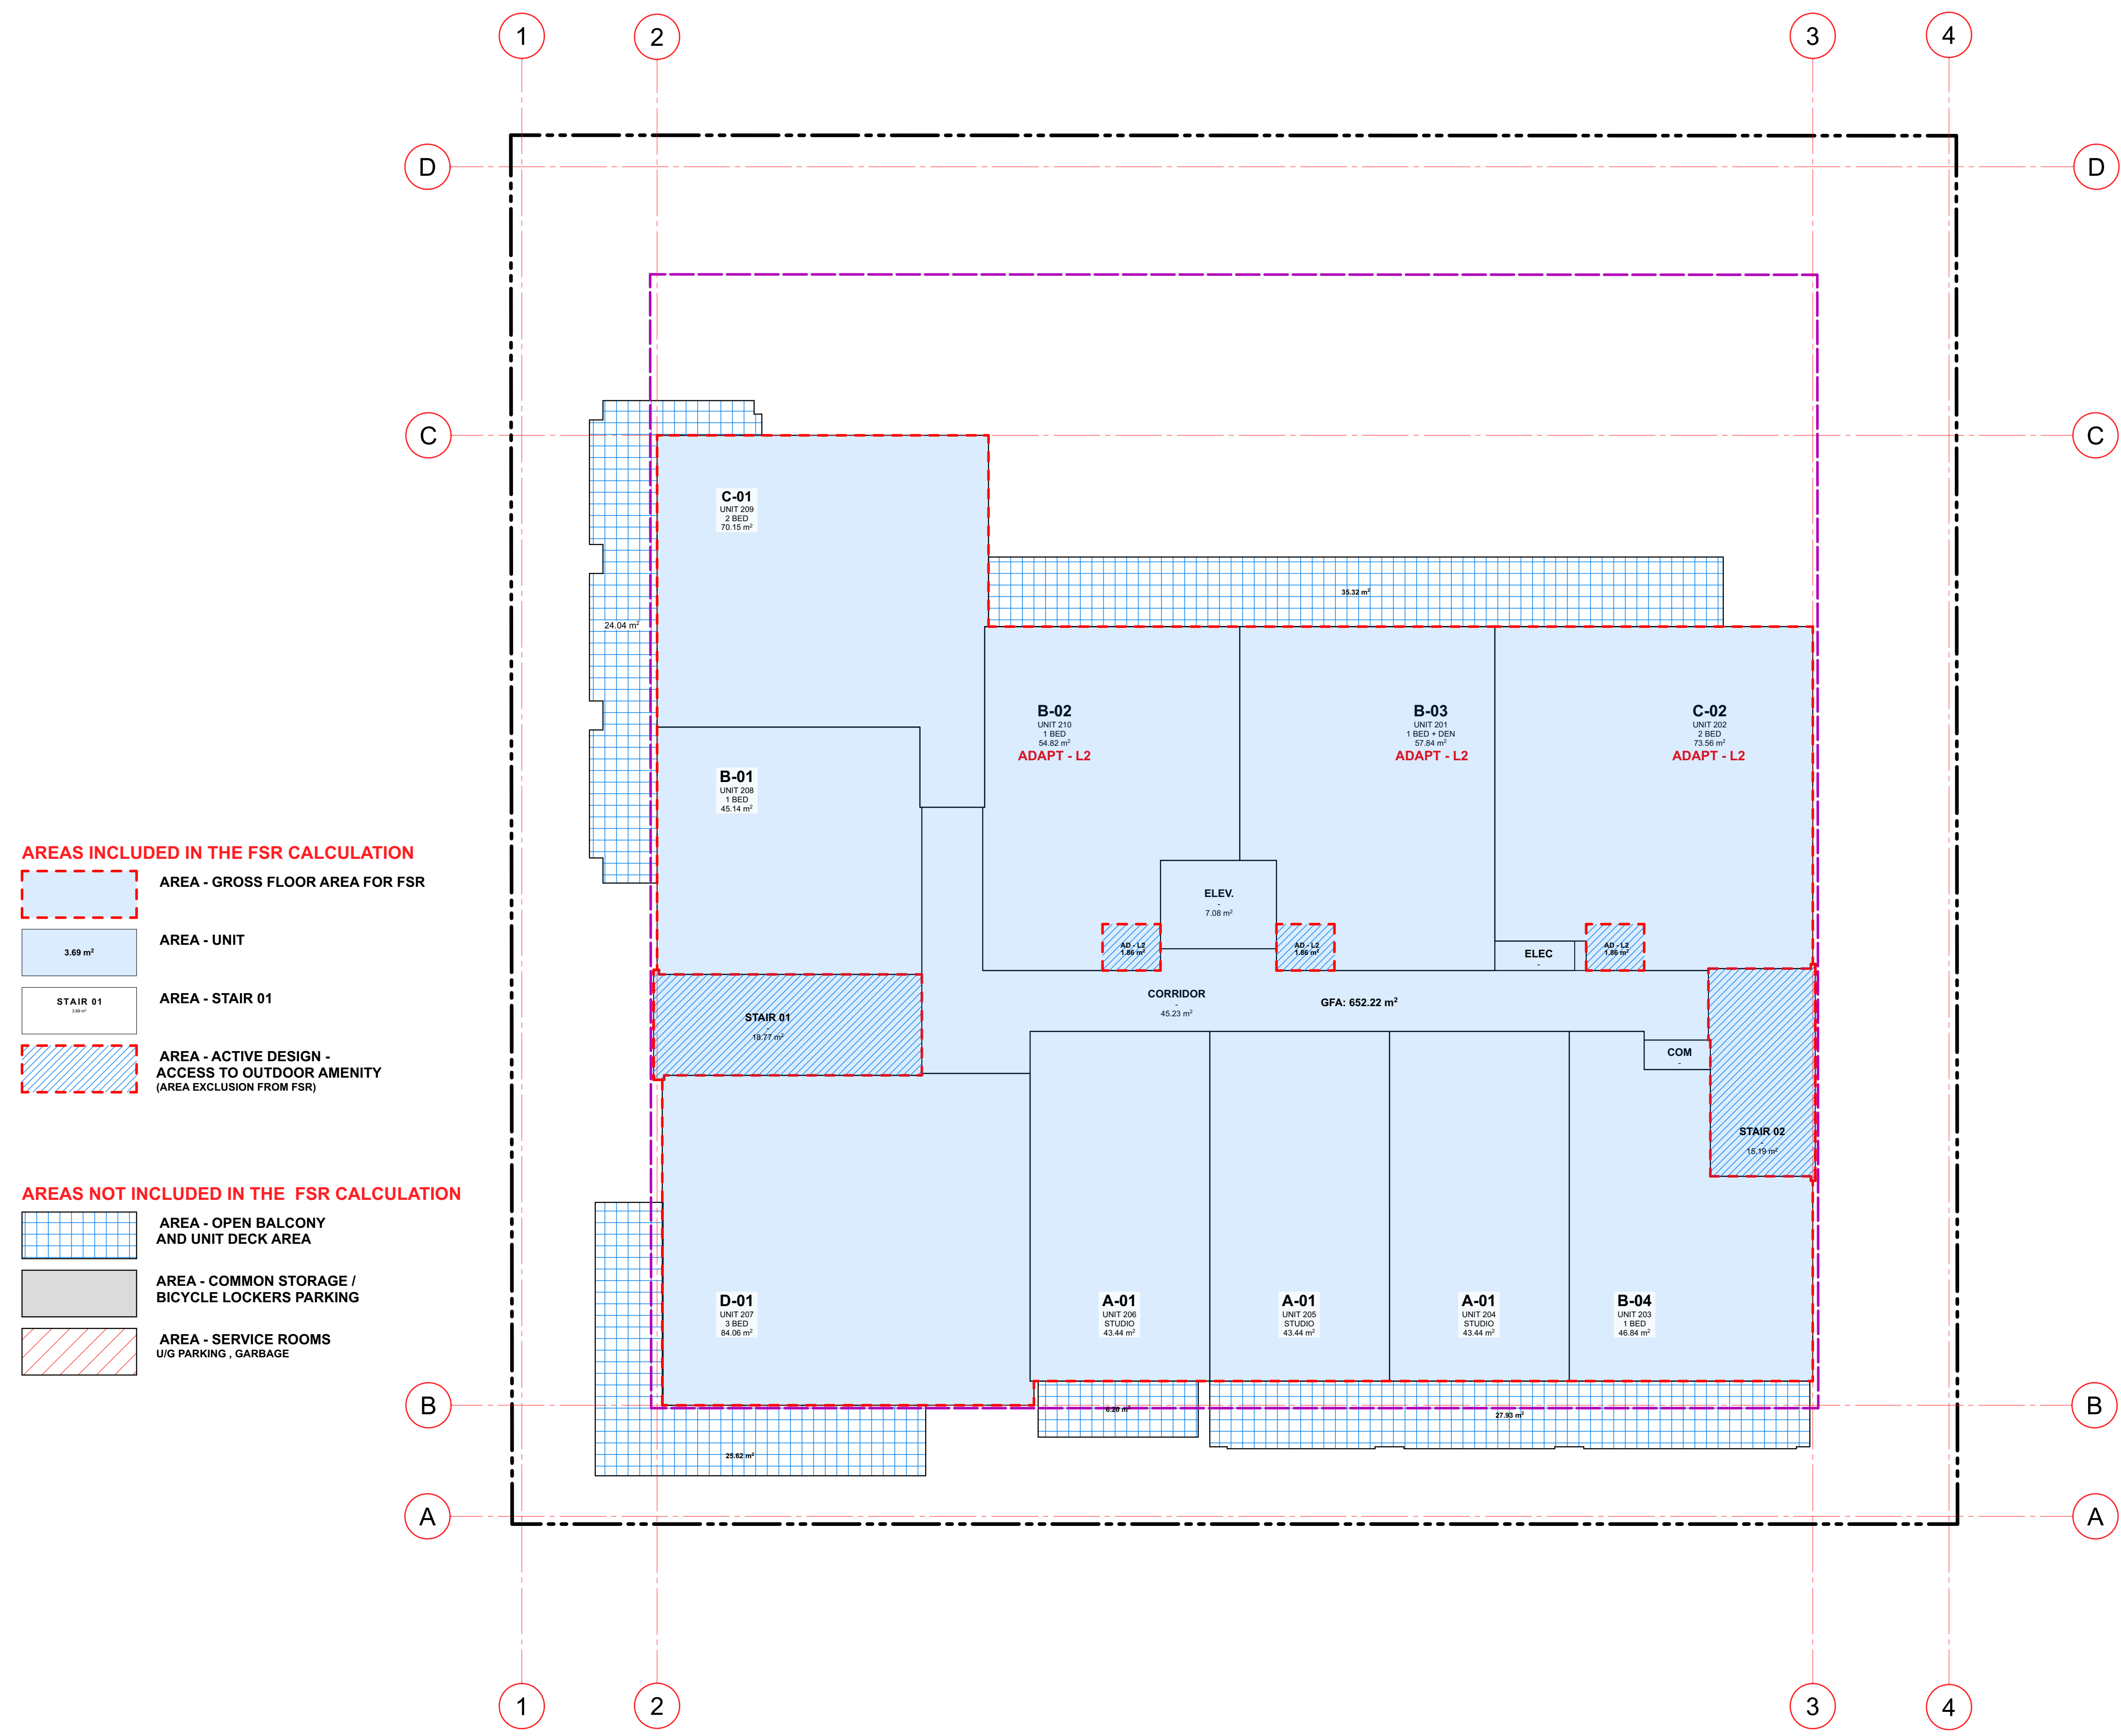 1
2
3
4
D
D
C
C
C-01
UNIT 209
2 BED
70.15 m²
35.32 m²
24.04 m²
B-02
UNIT 210
1 BED
54.82 m²
ADAPT - L2
B-03
UNIT 201
1 BED + DEN
57.84 m²
ADAPT - L2
C-02
UNIT 202
2 BED
73.56 m²
ADAPT - L2
B-01
UNIT 208
1 BED
45.14 m²
ELEV.
-
7.08 m²
AD - L2
1.86 m²
AD - L2
1.86 m²
ELEC
-
AD - L2
1.86 m²
CORRIDOR
-
45.23 m²
GFA: 652.22 m²
STAIR 01
-
18.77 m²
COM
-
STAIR 02
-
15.19 m²
D-01
UNIT 207
3 BED
84.06 m²
A-01
UNIT 206
STUDIO
43.44 m²
A-01
UNIT 205
STUDIO
43.44 m²
A-01
UNIT 204
STUDIO
43.44 m²
B-04
UNIT 203
1 BED
46.84 m²
27.93 m²
25.62 m²
B
B
A
A
1
2
3
4
AREAS INCLUDED IN THE FSR CALCULATION
AREA - GROSS FLOOR AREA FOR FSR
3.69 m²
AREA - UNIT
STAIR 01
3.69 m²
AREA - STAIR 01
AREA - ACTIVE DESIGN -
ACCESS TO OUTDOOR AMENITY
(AREA EXCLUSION FROM FSR)
AREAS NOT INCLUDED IN THE FSR CALCULATION
AREA - OPEN BALCONY
AND UNIT DECK AREA
AREA - COMMON STORAGE /
BICYCLE LOCKERS PARKING
AREA - SERVICE ROOMS
U/G PARKING , GARBAGE